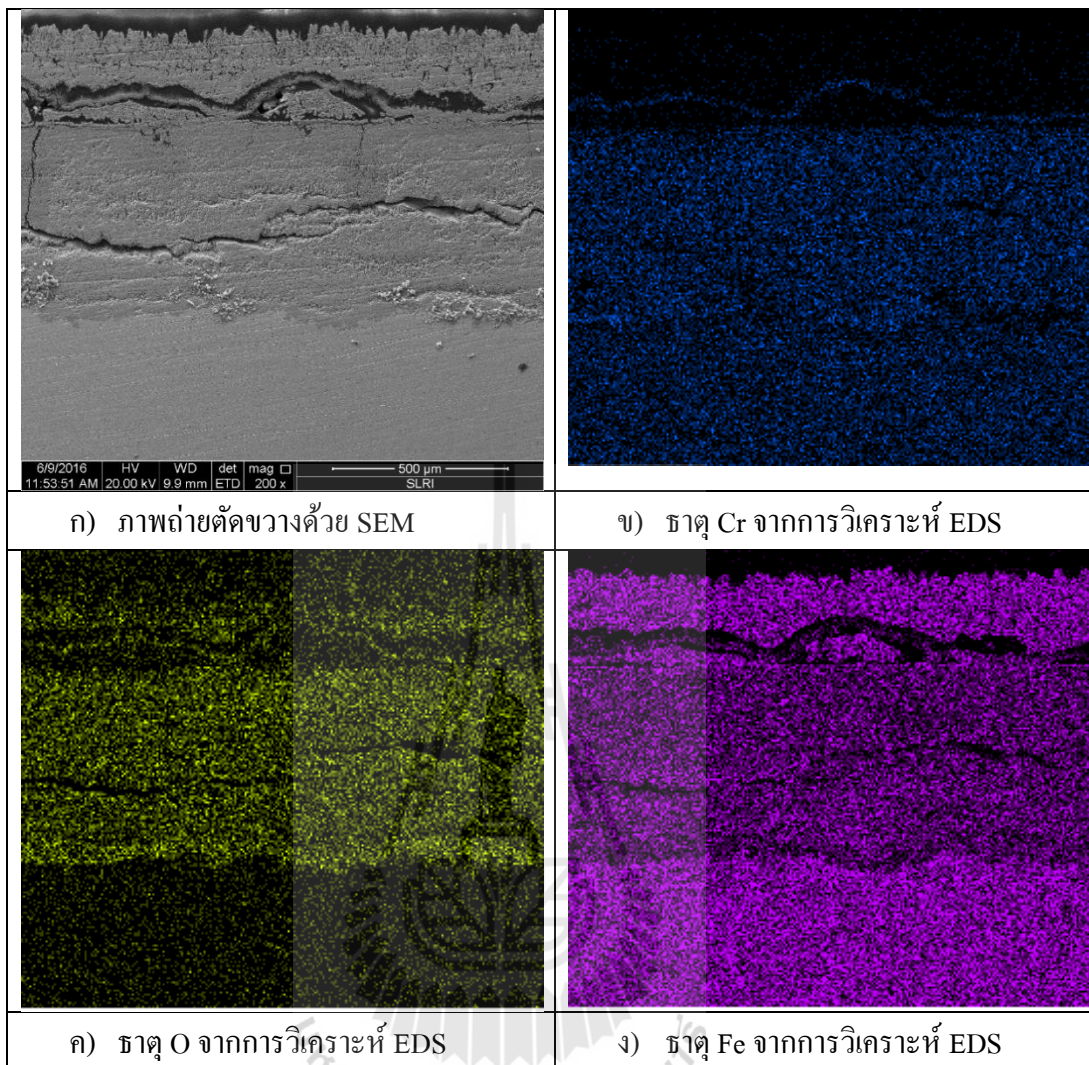 6/9/2016 HV WD det mag □ 500 µm
11:53:51 AM 20.00 kV 9.9 mm ETD 200 x SLRI
ก) ภาพถ่ายตัดขวางด้วย SEM
ข) ธาตุ Cr จากการวิเคราะห์ EDS
ค) ธาตุ O จากการวิเคราะห์ EDS
ง) ธาตุ Fe จากการวิเคราะห์ EDS